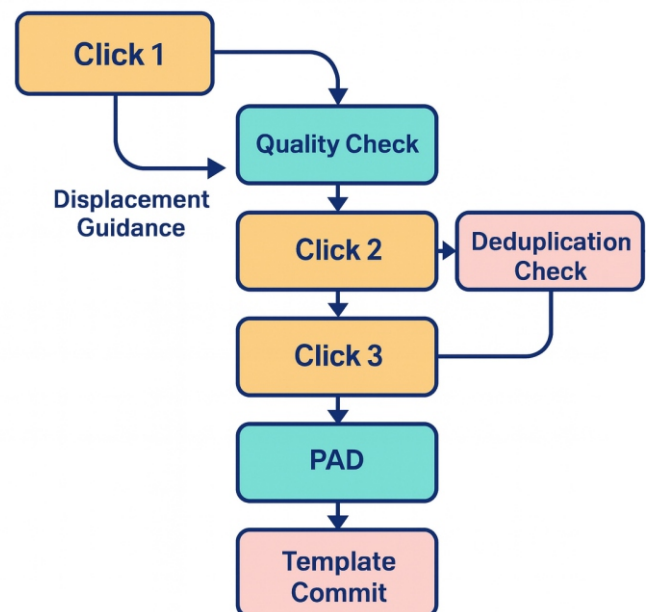 Click 1
Quality Check
Displacement
Guidance
Click 2
Deduplication
Check
Click 3
PAD
Template
Commit